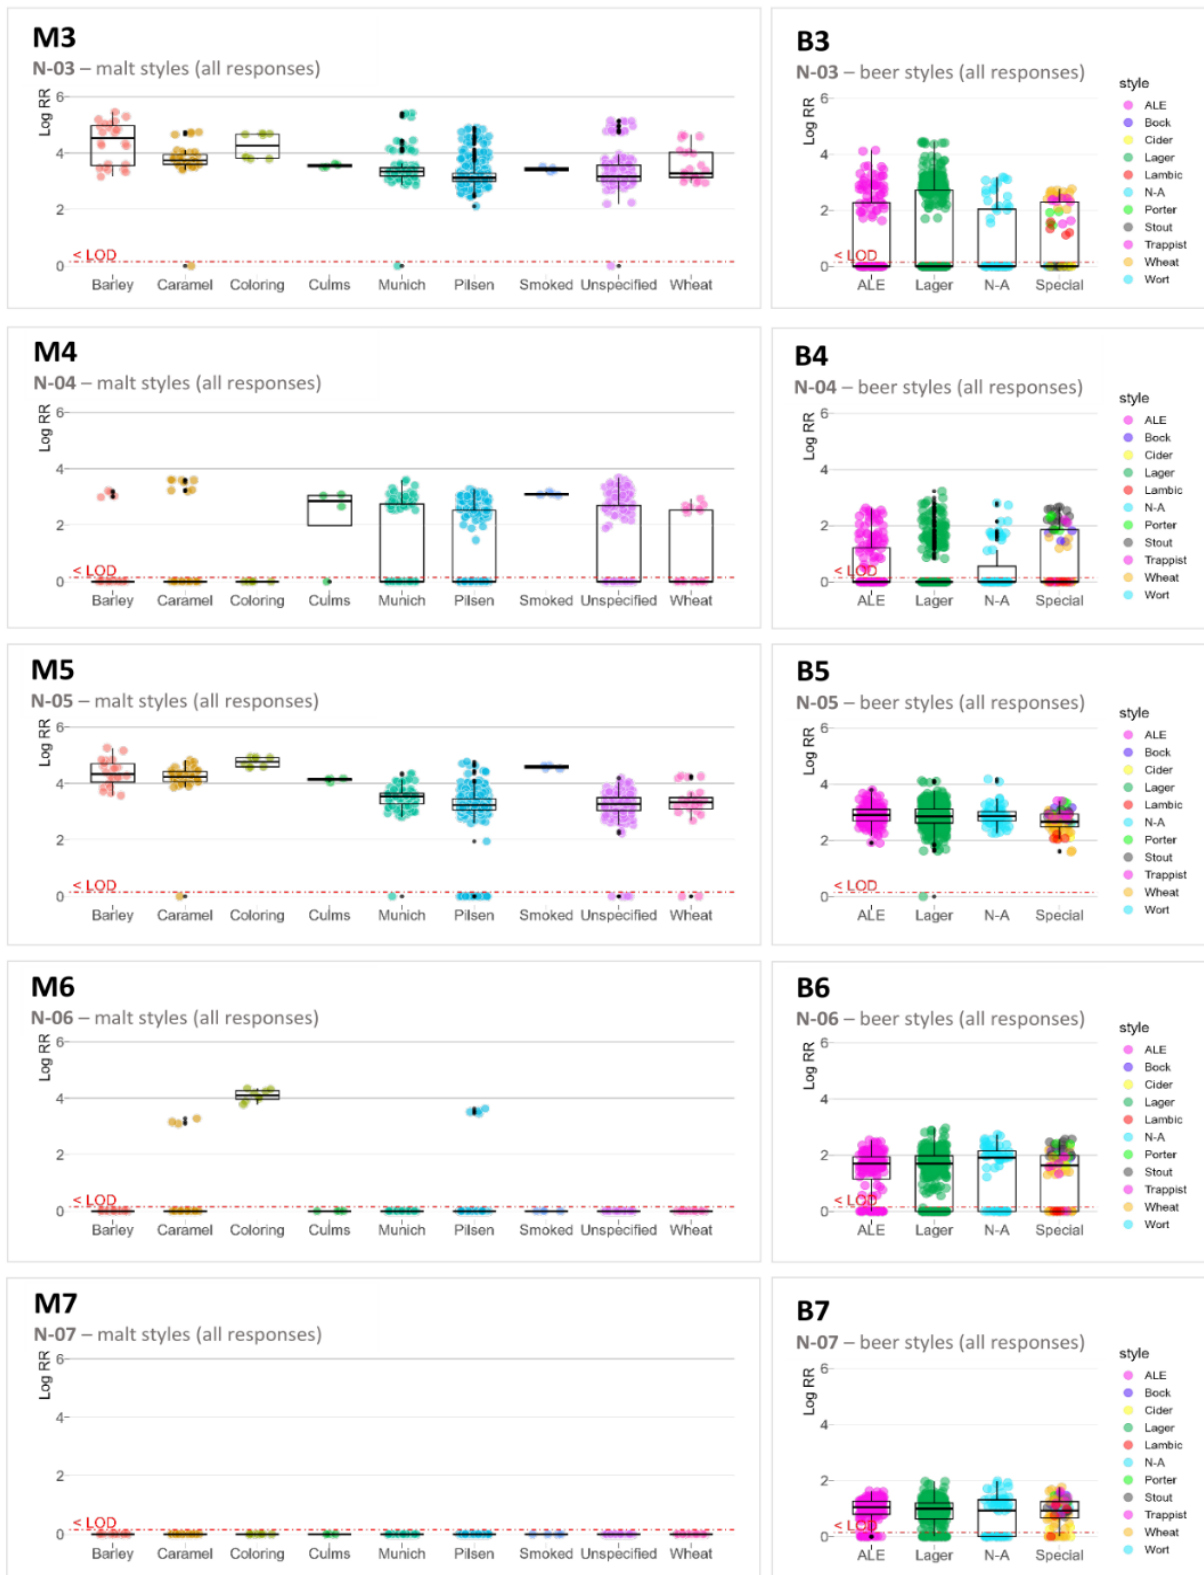 M3
N-03 – malt styles (all responses)
Log RR
6
4
2
0
< LOD
Barley Caramel Coloring Culms Munich Pilsen Smoked Unspecified Wheat
B3
N-03 – beer styles (all responses)
Log RR
6
4
2
0
< LOD
ALE Lager N-A Special
style
ALE
Bock
Cider
Lager
Lambic
N-A
Porter
Stout
Trappist
Wheat
Wort
M4
N-04 – malt styles (all responses)
Log RR
6
4
2
0
< LOD
Barley Caramel Coloring Culms Munich Pilsen Smoked Unspecified Wheat
B4
N-04 – beer styles (all responses)
Log RR
6
4
2
0
< LOD
ALE Lager N-A Special
style
ALE
Bock
Cider
Lager
Lambic
N-A
Porter
Stout
Trappist
Wheat
Wort
M5
N-05 – malt styles (all responses)
Log RR
6
4
2
0
< LOD
Barley Caramel Coloring Culms Munich Pilsen Smoked Unspecified Wheat
B5
N-05 – beer styles (all responses)
Log RR
6
4
2
0
< LOD
ALE Lager N-A Special
style
ALE
Bock
Cider
Lager
Lambic
N-A
Porter
Stout
Trappist
Wheat
Wort
M6
N-06 – malt styles (all responses)
Log RR
6
4
2
0
< LOD
Barley Caramel Coloring Culms Munich Pilsen Smoked Unspecified Wheat
B6
N-06 – beer styles (all responses)
Log RR
6
4
2
0
< LOD
ALE Lager N-A Special
style
ALE
Bock
Cider
Lager
Lambic
N-A
Porter
Stout
Trappist
Wheat
Wort
M7
N-07 – malt styles (all responses)
Log RR
6
4
2
0
< LOD
Barley Caramel Coloring Culms Munich Pilsen Smoked Unspecified Wheat
B7
N-07 – beer styles (all responses)
Log RR
6
4
2
0
< LOD
ALE Lager N-A Special
style
ALE
Bock
Cider
Lager
Lambic
N-A
Porter
Stout
Trappist
Wheat
Wort